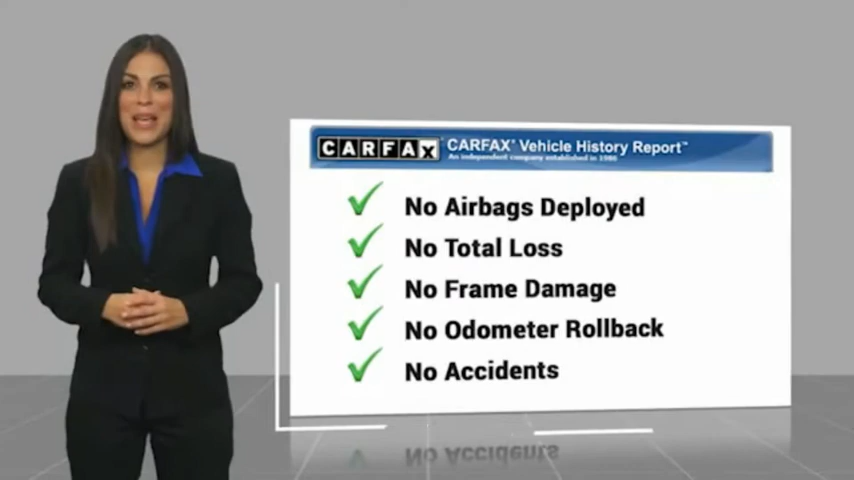 CARFAX CARFAX® Vehicle History Report™
An independent company established in 1986
No Airbags Deployed
No Total Loss
No Frame Damage
No Odometer Rollback
No Accidents
No Accidents